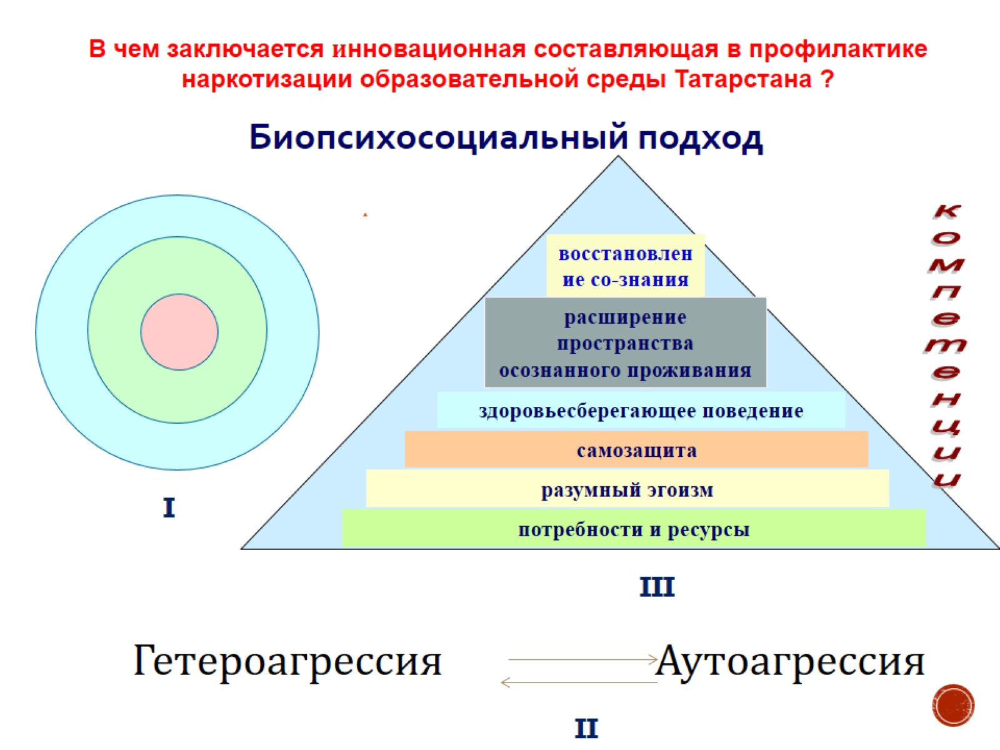 В чем заключается инновационная составляющая в профилактике
наркотизации образовательной среды Татарстана ?
Биопсихосоциальный подход
восстановлен
ие со-знания
расширение
пространства
осознанного проживания
здоровьесберегающее поведение
самозащита
разумный эгоизм
потребности и ресурсы
компетенции
I
III
Гетероагрессия
Аутоагрессия
II